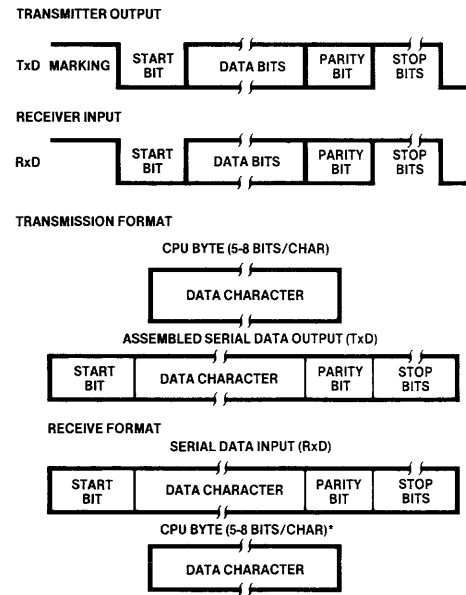 TRANSMITTER OUTPUT
TxD MARKING START BIT DATA BITS PARITY BIT STOP BITS
RECEIVER INPUT
RxD START BIT DATA BITS PARITY BIT STOP BITS
TRANSMISSION FORMAT
CPU BYTE (5-8 BITS/CHAR)
DATA CHARACTER
ASSEMBLED SERIAL DATA OUTPUT (TxD)
START BIT DATA CHARACTER PARITY BIT STOP BITS
RECEIVE FORMAT
SERIAL DATA INPUT (RxD)
START BIT DATA CHARACTER PARITY BIT STOP BITS
CPU BYTE (5-8 BITS/CHAR)*
DATA CHARACTER